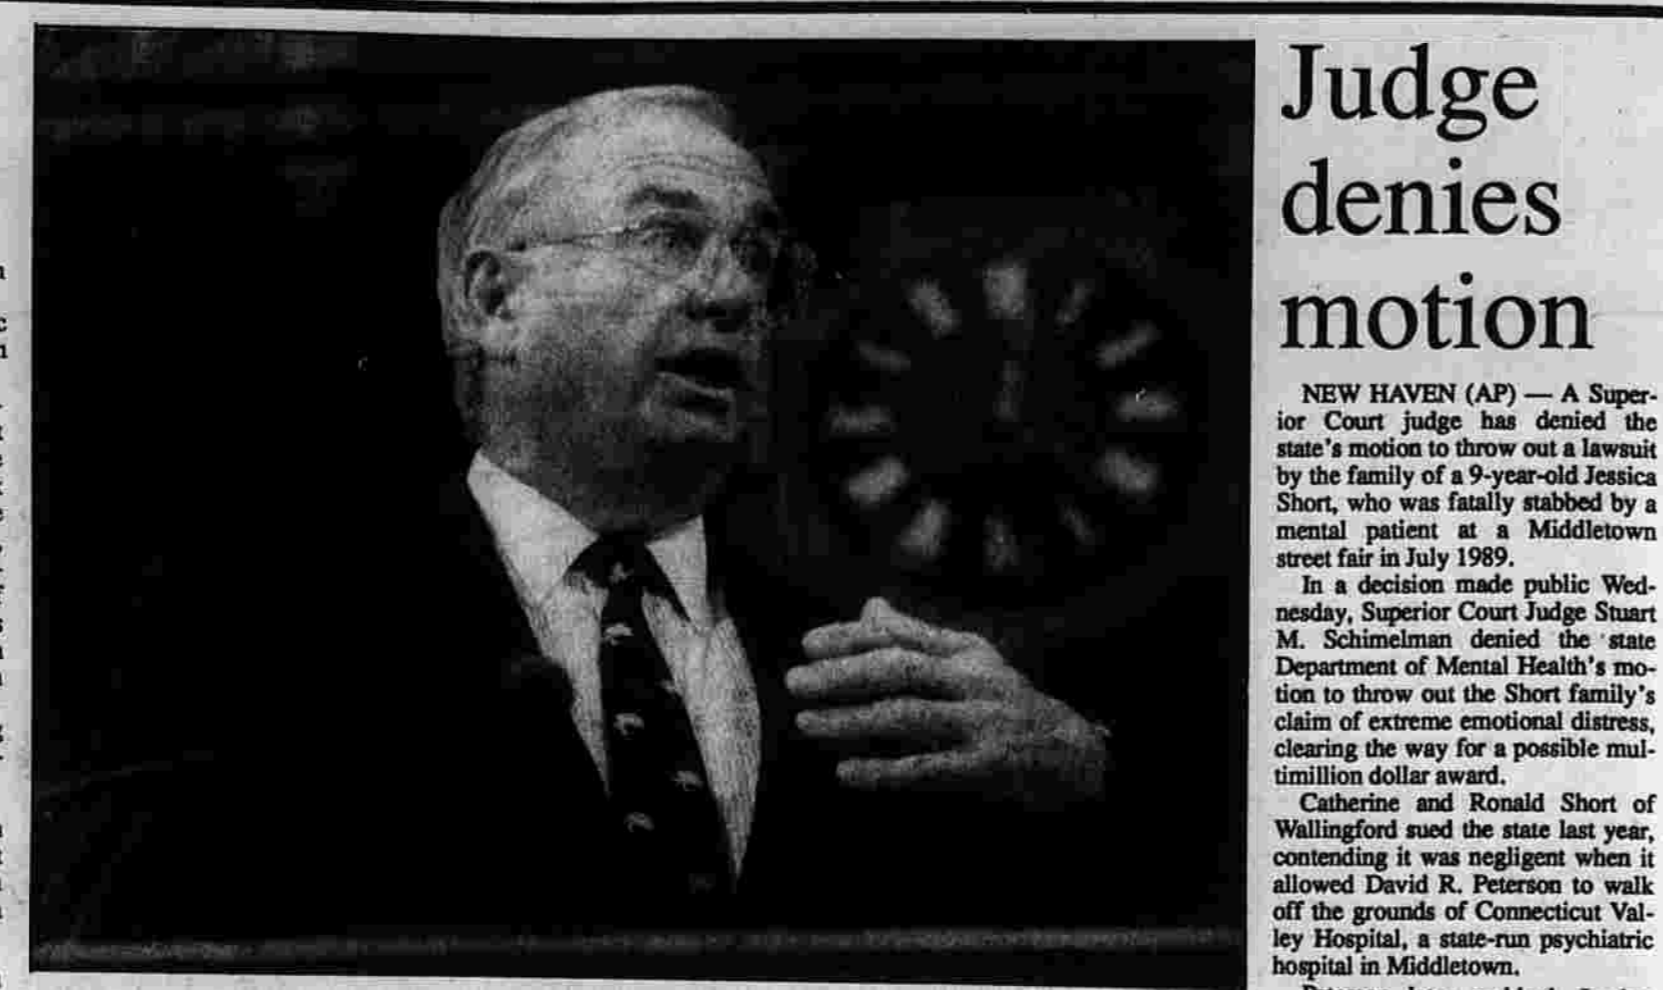 Judge
denies
motion
NEW HAVEN (AP) — A Super-
ior Court judge has denied the
state's motion to throw out a lawsuit
by the family of a 9-year-old Jessica
Short, who was fatally stabbed by a
mental patient at a Middletown
street fair in July 1989.
In a decision made public Wed-
nesday, Superior Court Judge Stuart
M. Schimelman denied the state
Department of Mental Health's mo-
tion to throw out the Short family's
claim of extreme emotional distress,
clearing the way for a possible mul-
timillion dollar award.
Catherine and Ronald Short of
Wallingford sued the state last year,
contending it was negligent when it
allowed David R. Peterson to walk
off the grounds of Connecticut Val-
ley Hospital, a state-run psychiatric
hospital in Middletown.